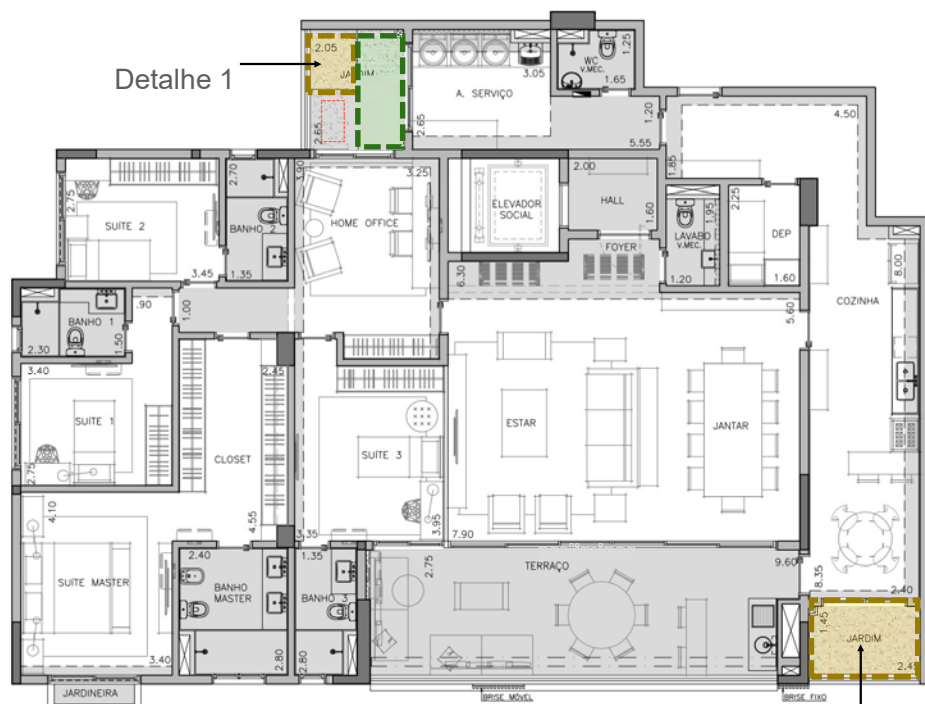 Detalhe 1
2.05
JARDIM
2.65
3.05
A. SERVIÇO
2.65
5.55
WC
V.MEC.
1.25
1.65
1.20
4.50
1.85
2.75
SUÍTE 2
3.45
2.70
BANHO 2
1.35
3.90
3.25
HOME OFFICE
ELEVADOR
SOCIAL
2.00
HALL
1.60
FOYER
6.30
1.95
LAVABO
V.MEC.
1.20
2.25
DEP
1.60
8.00
COZINHA
5.60
.90
1.00
BANHO 1
2.30
1.50
3.40
SUÍTE 1
2.75
2.45
CLOSET
4.55
SUÍTE 3
3.35
3.95
ESTAR
JANTAR
7.90
4.10
SUÍTE MASTER
3.40
2.40
BANHO
MASTER
2.80
1.35
BANHO 3
2.80
2.75
TERRAÇO
9.60
8.35
2.40
1.45
JARDIM
2.45
JARDINEIRA
BRISE MÓVEL
BRISE FIXO